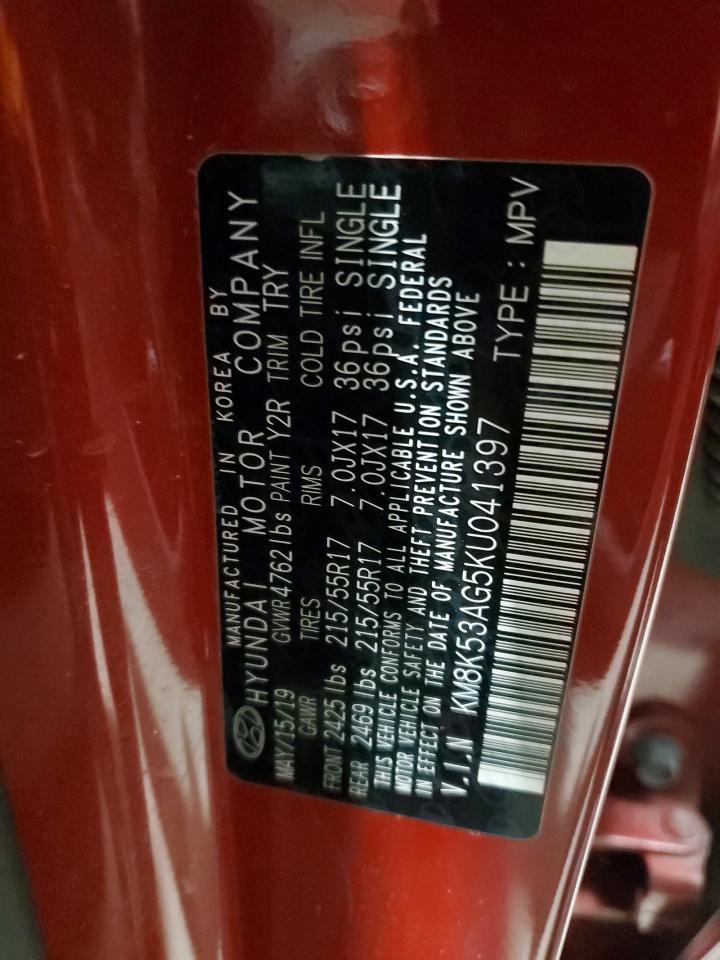 MANUFACTURED IN KOREA BY
HYUNDAI MOTOR COMPANY
MAY/15/19 GVWR 4762 lbs PAINT Y2R TRIM TRY
GAWR TIRES RMS COLD TIRE INFL
FRONT 2425 lbs 215/55R17 7.0JX17 36psi SINGLE
REAR 2469 lbs 215/55R17 7.0JX17 36psi SINGLE
THIS VEHICLE CONFORMS TO ALL APPLICABLE U.S.A. FEDERAL
MOTOR VEHICLE SAFETY AND THEFT PREVENTION STANDARDS
IN EFFECT ON THE DATE OF MANUFACTURE SHOWN ABOVE
V.I.N KM8K53AG5KU041397 TYPE : MPV